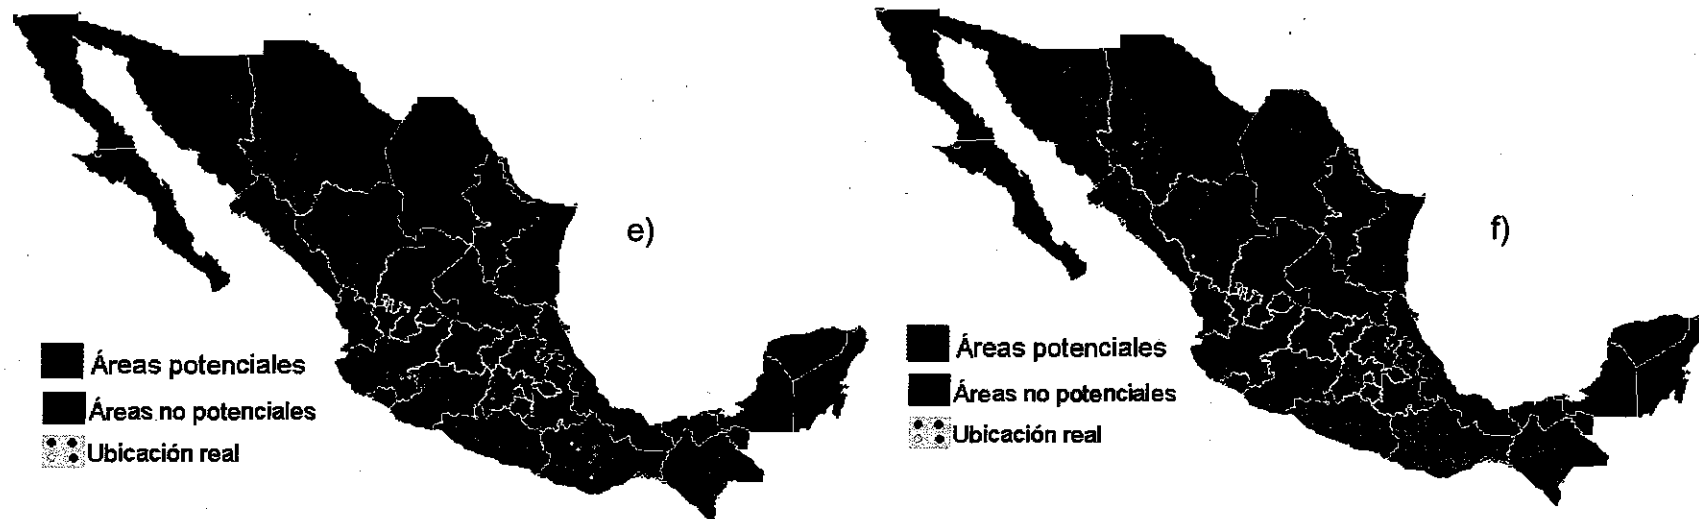 e)
Áreas potenciales
Áreas no potenciales
Ubicación real
f)
Áreas potenciales
Áreas no potenciales
Ubicación real